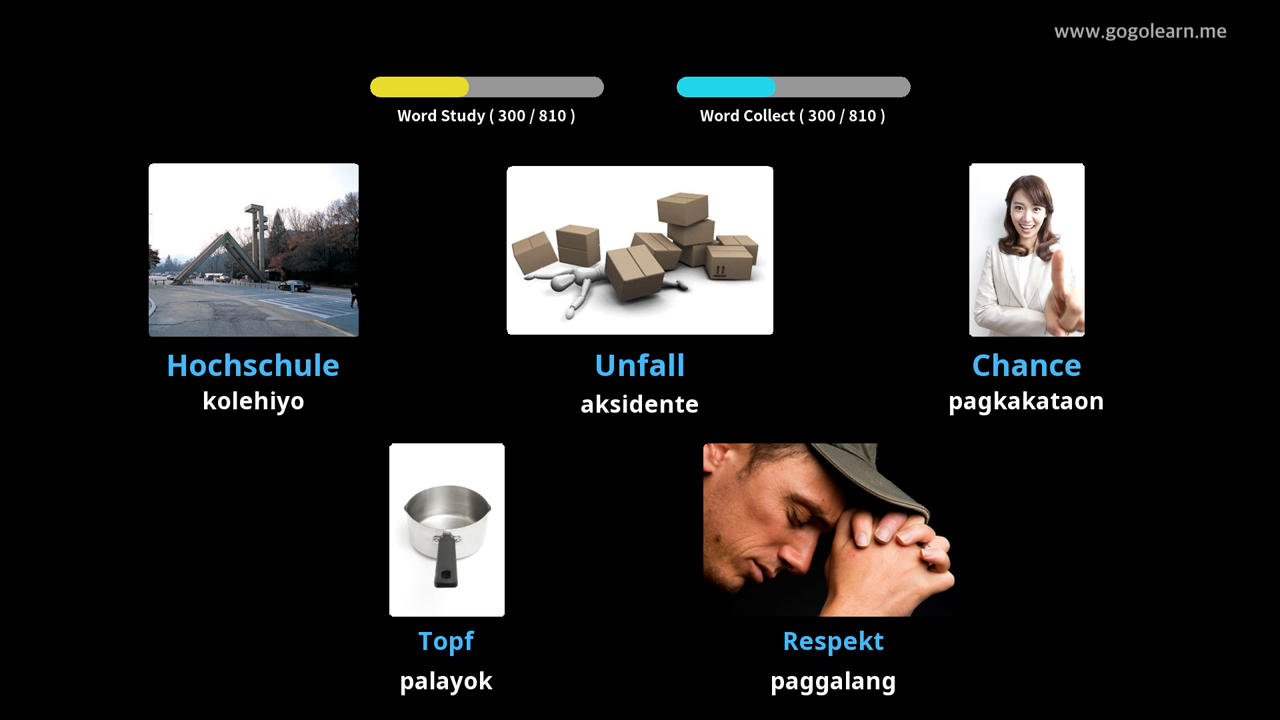 www.gogolearn.me
Word Study ( 300 / 810 )
Word Collect ( 300 / 810 )
Hochschule
kolehiyo
Unfall
aksidente
Chance
pagkakataon
Topf
palayok
Respekt
paggalang